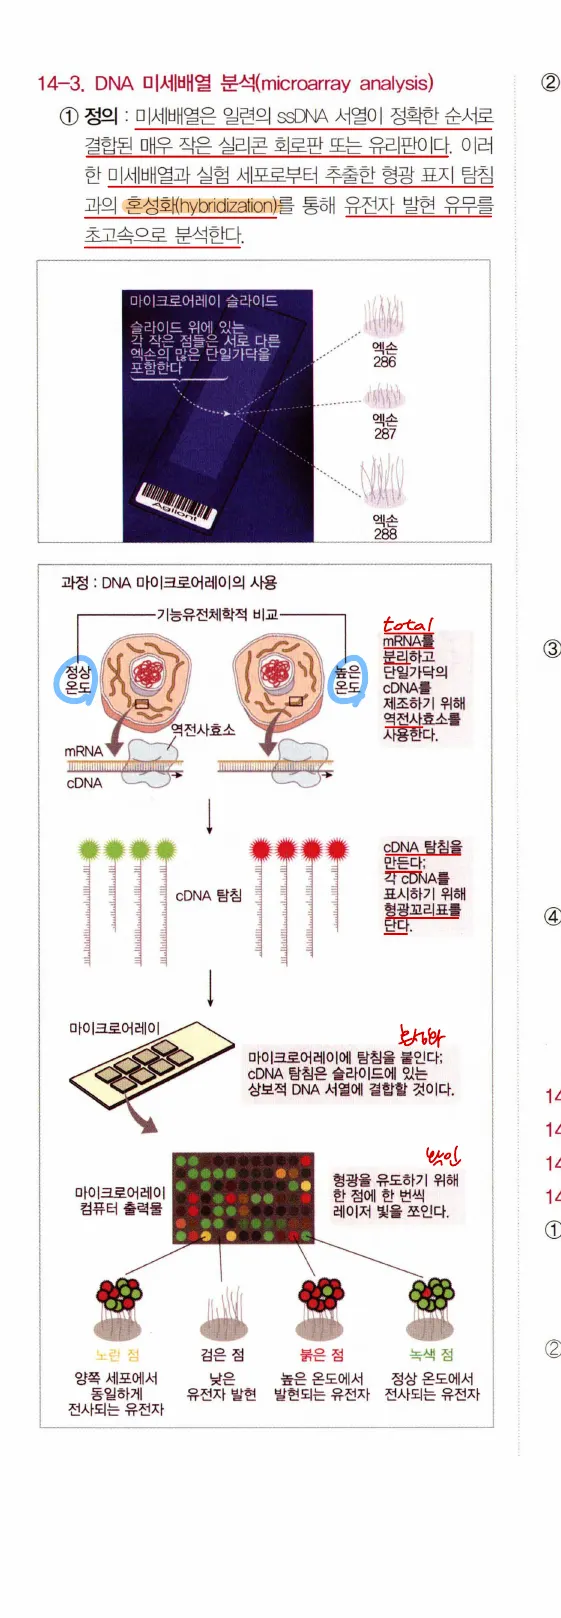 14-3. DNA 미세배열 분석(microarray analysis)
②
① 정의 : 미세배열은 일련의 ssDNA 서열이 정확한 순서로
결합된 매우 작은 실리콘 회로판 또는 유리판이다. 이러
한 미세배열과 실험 세포로부터 추출한 형광 표지 탐침
과의 혼성화(hybridization)를 통해 유전자 발현 유무를
초고속으로 분석한다.
마이크로어레이 슬라이드
슬라이드 위에 있는
각 작은 점들은 서로 다른
엑손의 많은 단일가닥을
포함한다
엑손
286
엑손
287
엑손
288
Agilent
과정 : DNA 마이크로어레이의 사용
기능유전체학적 비교
정상
온도
높은
온도
total
mRNA를
분리하고
단일가닥의
cDNA를
제조하기 위해
역전사효소를
사용한다.
③
역전사효소
mRNA
cDNA
cDNA 탐침
cDNA 탐침을
만든다;
각 cDNA를
표시하기 위해
형광꼬리표를
단다.
④
마이크로어레이
혼성화
마이크로어레이에 탐침을 붙인다;
cDNA 탐침은 슬라이드에 있는
상보적 DNA 서열에 결합할 것이다.
14
14
14
14
확인
마이크로어레이
컴퓨터 출력물
형광을 유도하기 위해
한 점에 한 번씩
레이저 빛을 쪼인다.
①
노란 점
양쪽 세포에서
동일하게
전사되는 유전자
검은 점
낮은
유전자 발현
붉은 점
높은 온도에서
발현되는 유전자
녹색 점
정상 온도에서
전사되는 유전자
②